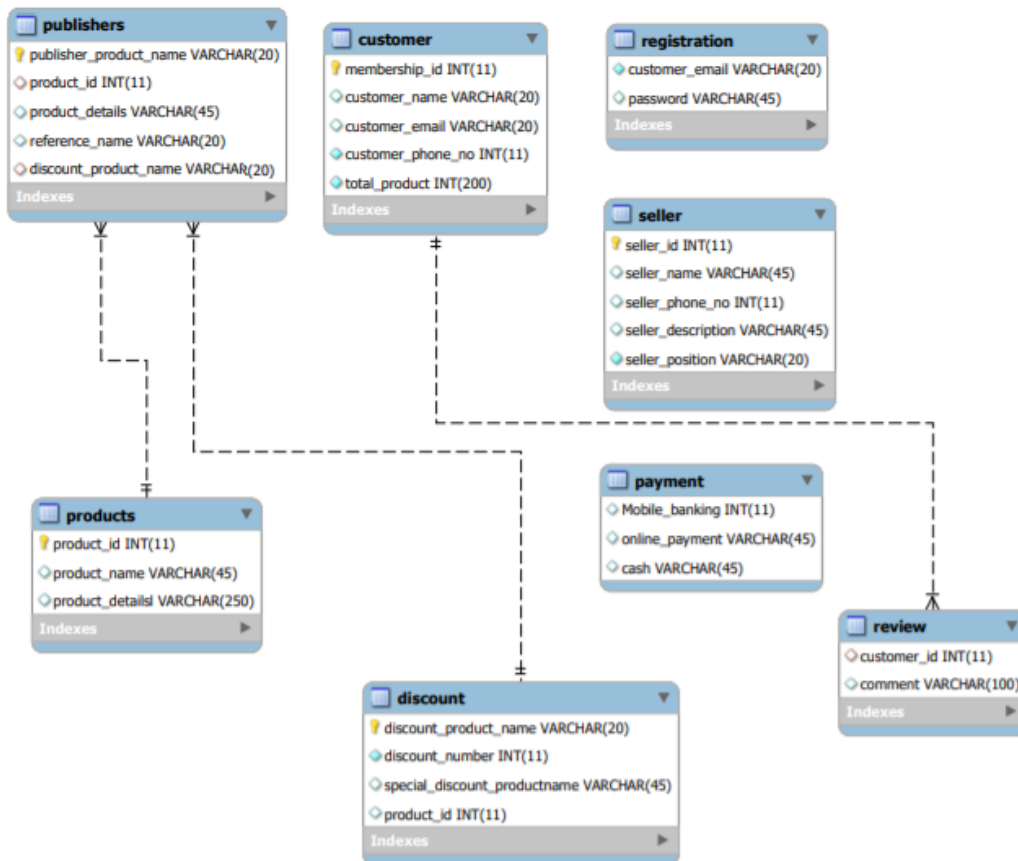 publishers
publisher_product_name VARCHAR(20)
product_id INT(11)
product_details VARCHAR(45)
reference_name VARCHAR(20)
discount_product_name VARCHAR(20)
Indexes
customer
membership_id INT(11)
customer_name VARCHAR(20)
customer_email VARCHAR(20)
customer_phone_no INT(11)
total_product INT(200)
Indexes
registration
customer_email VARCHAR(20)
password VARCHAR(45)
Indexes
seller
seller_id INT(11)
seller_name VARCHAR(45)
seller_phone_no INT(11)
seller_description VARCHAR(45)
seller_position VARCHAR(20)
Indexes
products
product_id INT(11)
product_name VARCHAR(45)
product_detailsl VARCHAR(250)
Indexes
payment
Mobile_banking INT(11)
online_payment VARCHAR(45)
cash VARCHAR(45)
review
customer_id INT(11)
comment VARCHAR(100)
Indexes
discount
discount_product_name VARCHAR(20)
discount_number INT(11)
special_discount_productname VARCHAR(45)
product_id INT(11)
Indexes